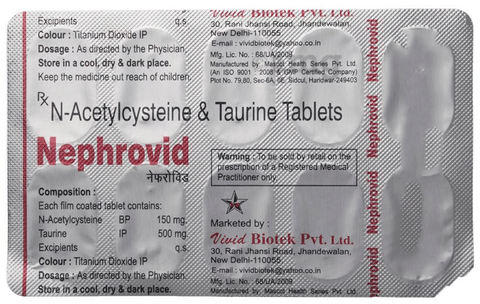 Excipients q.s.
Colour : Titanium Dioxide IP
Dosage : As directed by the Physician,
Store in a cool, dry & dark place.
Keep the medicine out reach of children.
Vivid Biotek Pvt. Ltd.
30, Rani Jhansi Road, Jhandewalan,
New Delhi-110055.
E-mail : vividbiotek@yahoo.co.in
Mfg. Lic. No. : 68/UA/2009
Manufactured by: Mascot Health Series Pvt. Ltd.
(An ISO 9001 : 2008 & GMP Certified Company)
Plot No. 79,80, Sec-6A, IIE, Sidcul, Haridwar-249403
Rx N-Acetylcysteine & Taurine Tablets
Nephrovid
नेफरोविड
Composition :
Each film coated tablet contains:
N-Acetylcysteine BP 150 mg.
Taurine IP 500 mg.
Excipients q.s.
Colour : Titanium Dioxide IP
Dosage : As directed by the Physician.
Store in a cool, dry & dark place.
Warning : To be sold by retail on the
prescription of a Registered Medical
Practitioner only.
Marketed by :
Vivid Biotek Pvt. Ltd.
30, Rani Jhansi Road, Jhandewalan,
New Delhi-110055.
E-mail : vividbiotek@yahoo.co.in
Mfg. Lic. No. : 68/UA/2009
Manufactured by: Mascot Health Series Pvt. Ltd.
Nephrovid
Nephrovid
Nephrovid